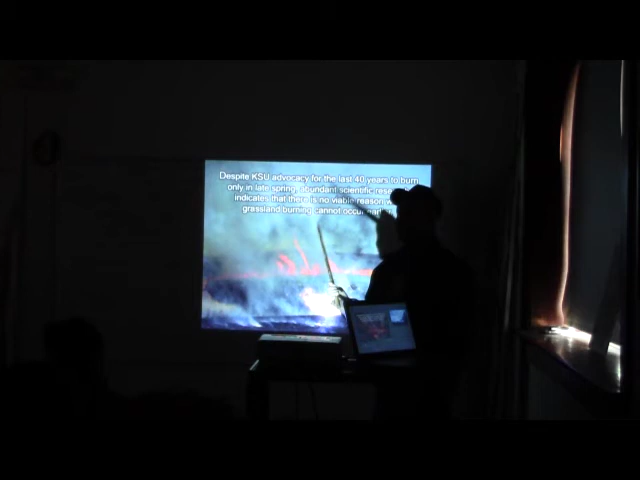 Despite KSU advocacy for the last 40 years to burn
only in late spring, abundant scientific
indicates that there is no viable reason
grassland burning cannot occur